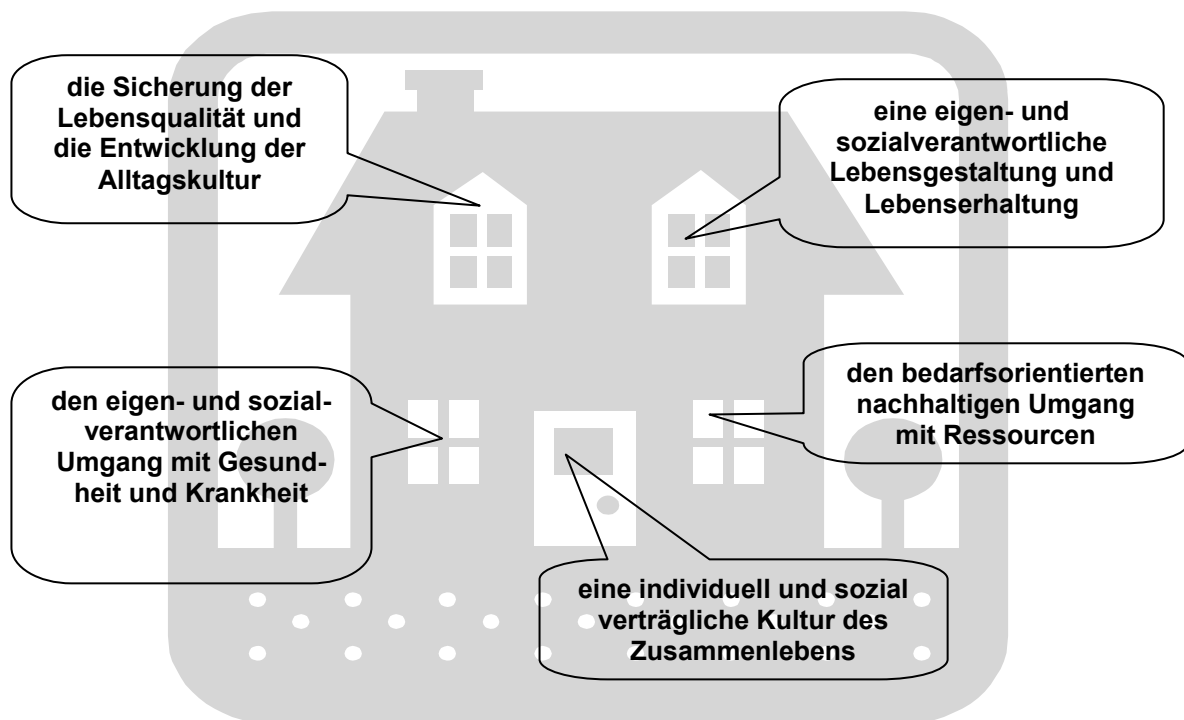 die Sicherung der
Lebensqualität und
die Entwicklung der
Alltagskultur
eine eigen- und
sozialverantwortliche
Lebensgestaltung und
Lebenserhaltung
den eigen- und sozial-
verantwortlichen
Umgang mit Gesund-
heit und Krankheit
den bedarfsorientierten
nachhaltigen Umgang
mit Ressourcen
eine individuell und sozial
verträgliche Kultur des
Zusammenlebens